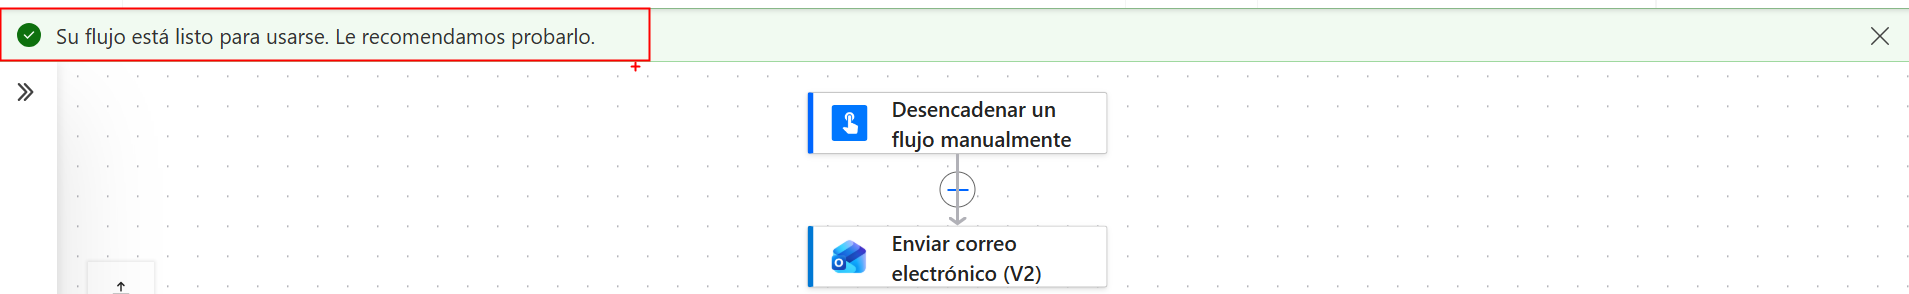 Su flujo está listo para usarse. Le recomendamos probarlo.
Desencadenar un
flujo manualmente
Enviar correo
electrónico (V2)